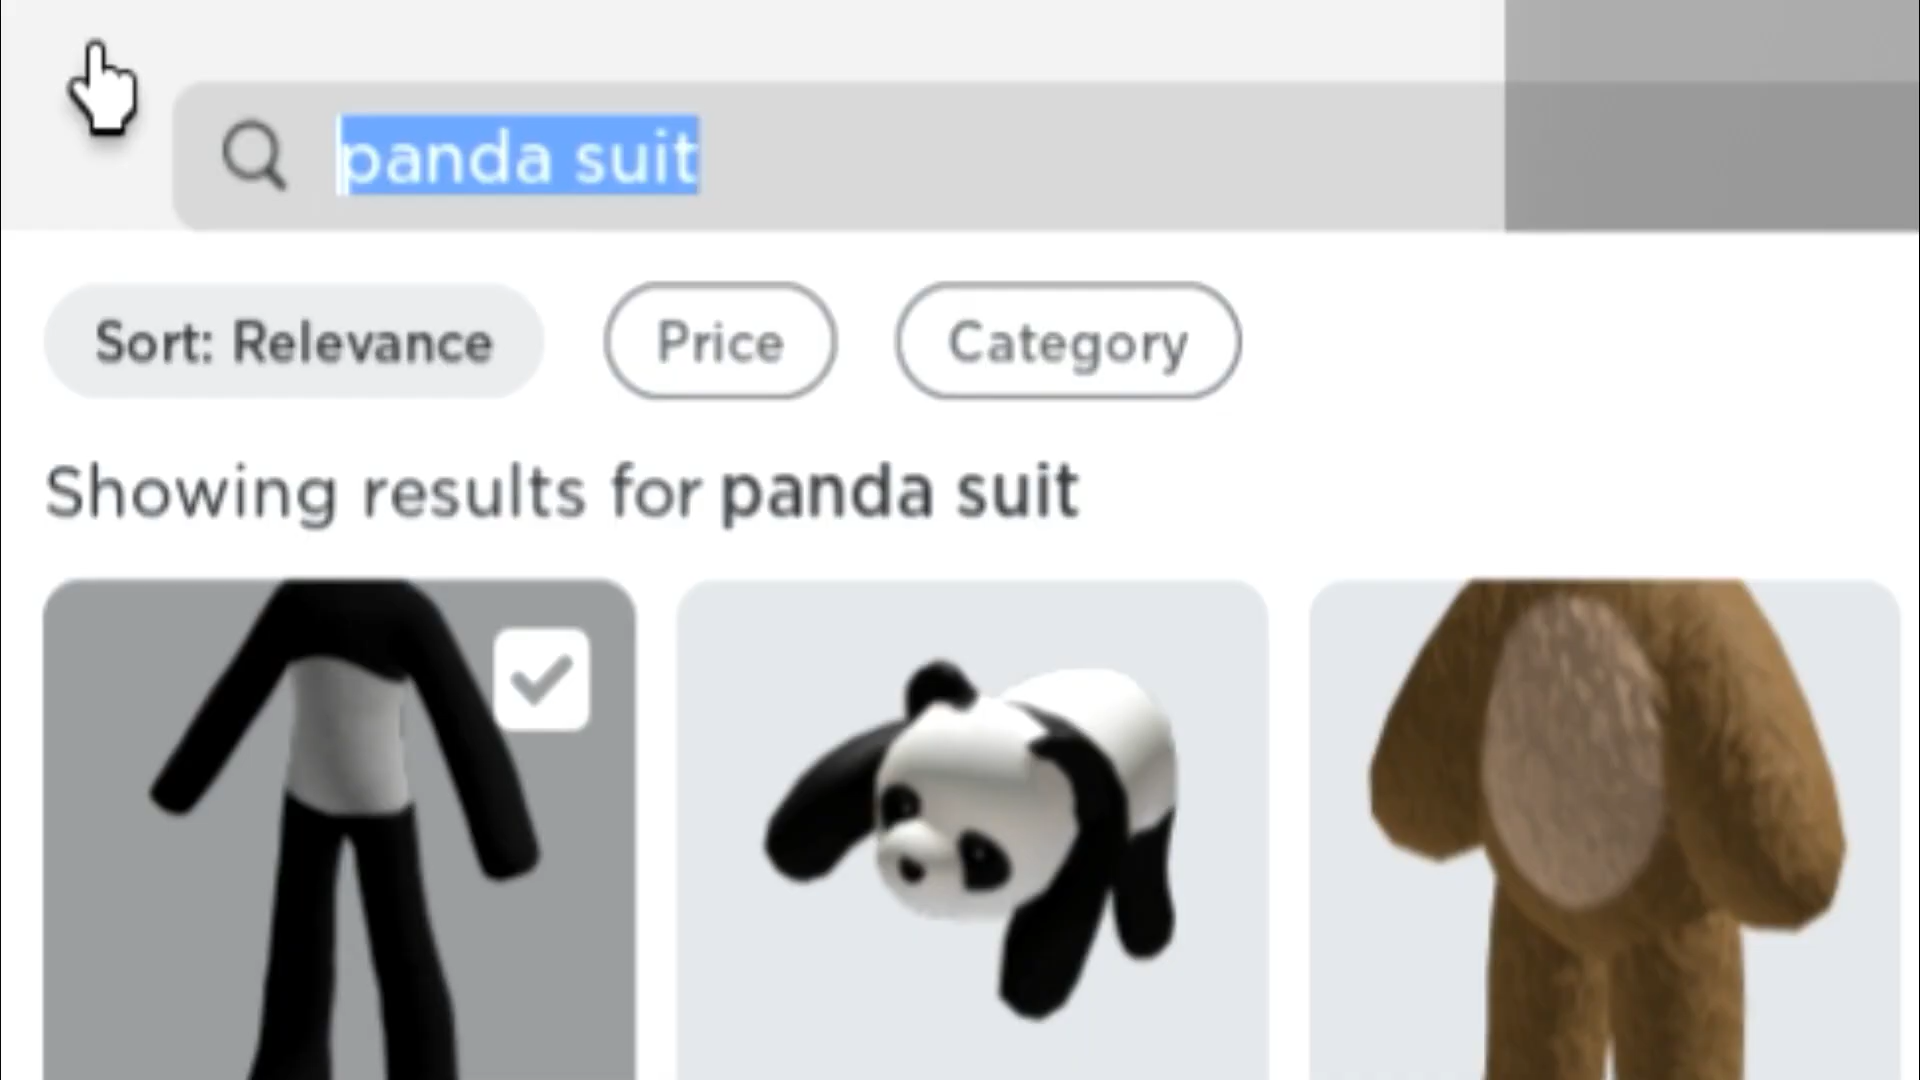 panda suit
Sort: Relevance
Price
Category
Showing results for panda suit